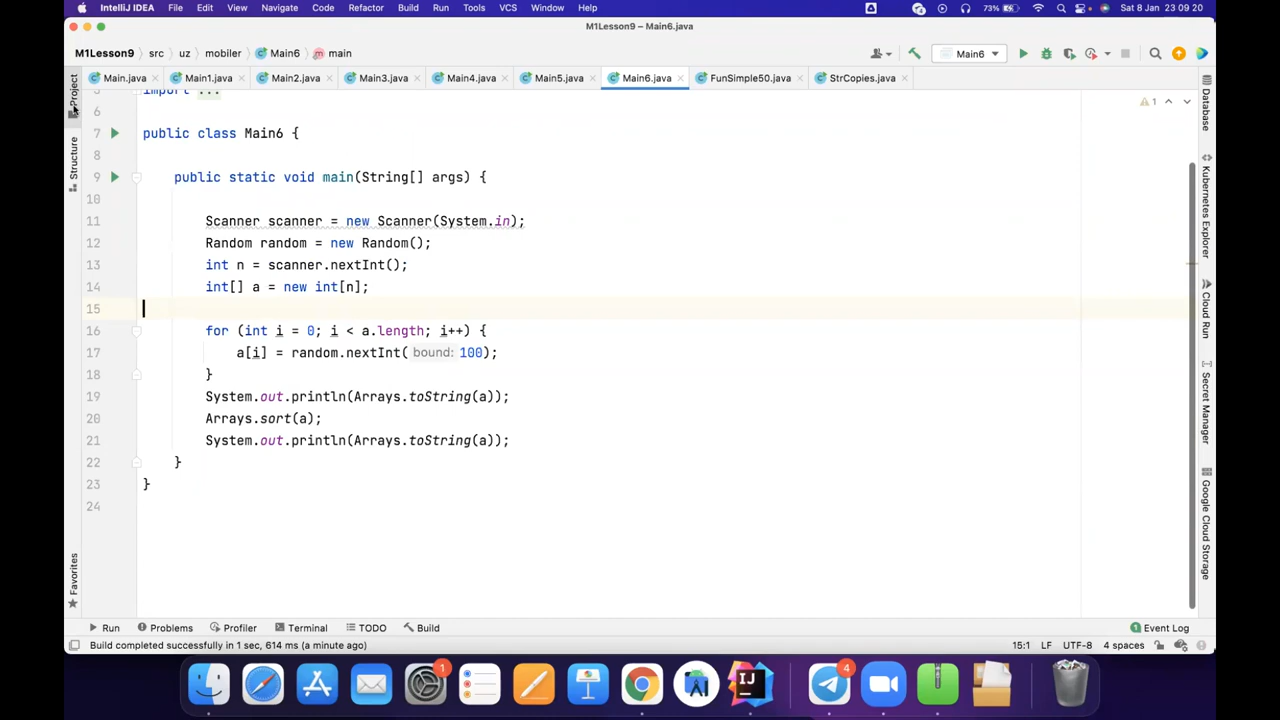 IntelliJ IDEA File Edit View Navigate Code Refactor Build Run Tools VCS Window Help 73% Sat 8 Jan 23 09 20
M1Lesson9 – Main6.java
M1Lesson9 src uz mobiler Main6 main Main6
Main.java Main1.java Main2.java Main3.java Main4.java Main5.java Main6.java FunSimple50.java StrCopies.java
import ...
1
6
7 public class Main6 {
8
9 public static void main(String[] args) {
10
11 Scanner scanner = new Scanner(System.in);
12 Random random = new Random();
13 int n = scanner.nextInt();
14 int[] a = new int[n];
15
16 for (int i = 0; i < a.length; i++) {
17 a[i] = random.nextInt( bound: 100);
18 }
19 System.out.println(Arrays.toString(a));
20 Arrays.sort(a);
21 System.out.println(Arrays.toString(a));
22 }
23 }
24
Project
Structure
Favorites
Database
Kubernetes Explorer
Cloud Run
Secret Manager
Google Cloud Storage
Run Problems Profiler Terminal TODO Build 1 Event Log
Build completed successfully in 1 sec, 614 ms (a minute ago) 15:1 LF UTF-8 4 spaces
1 IJ 4